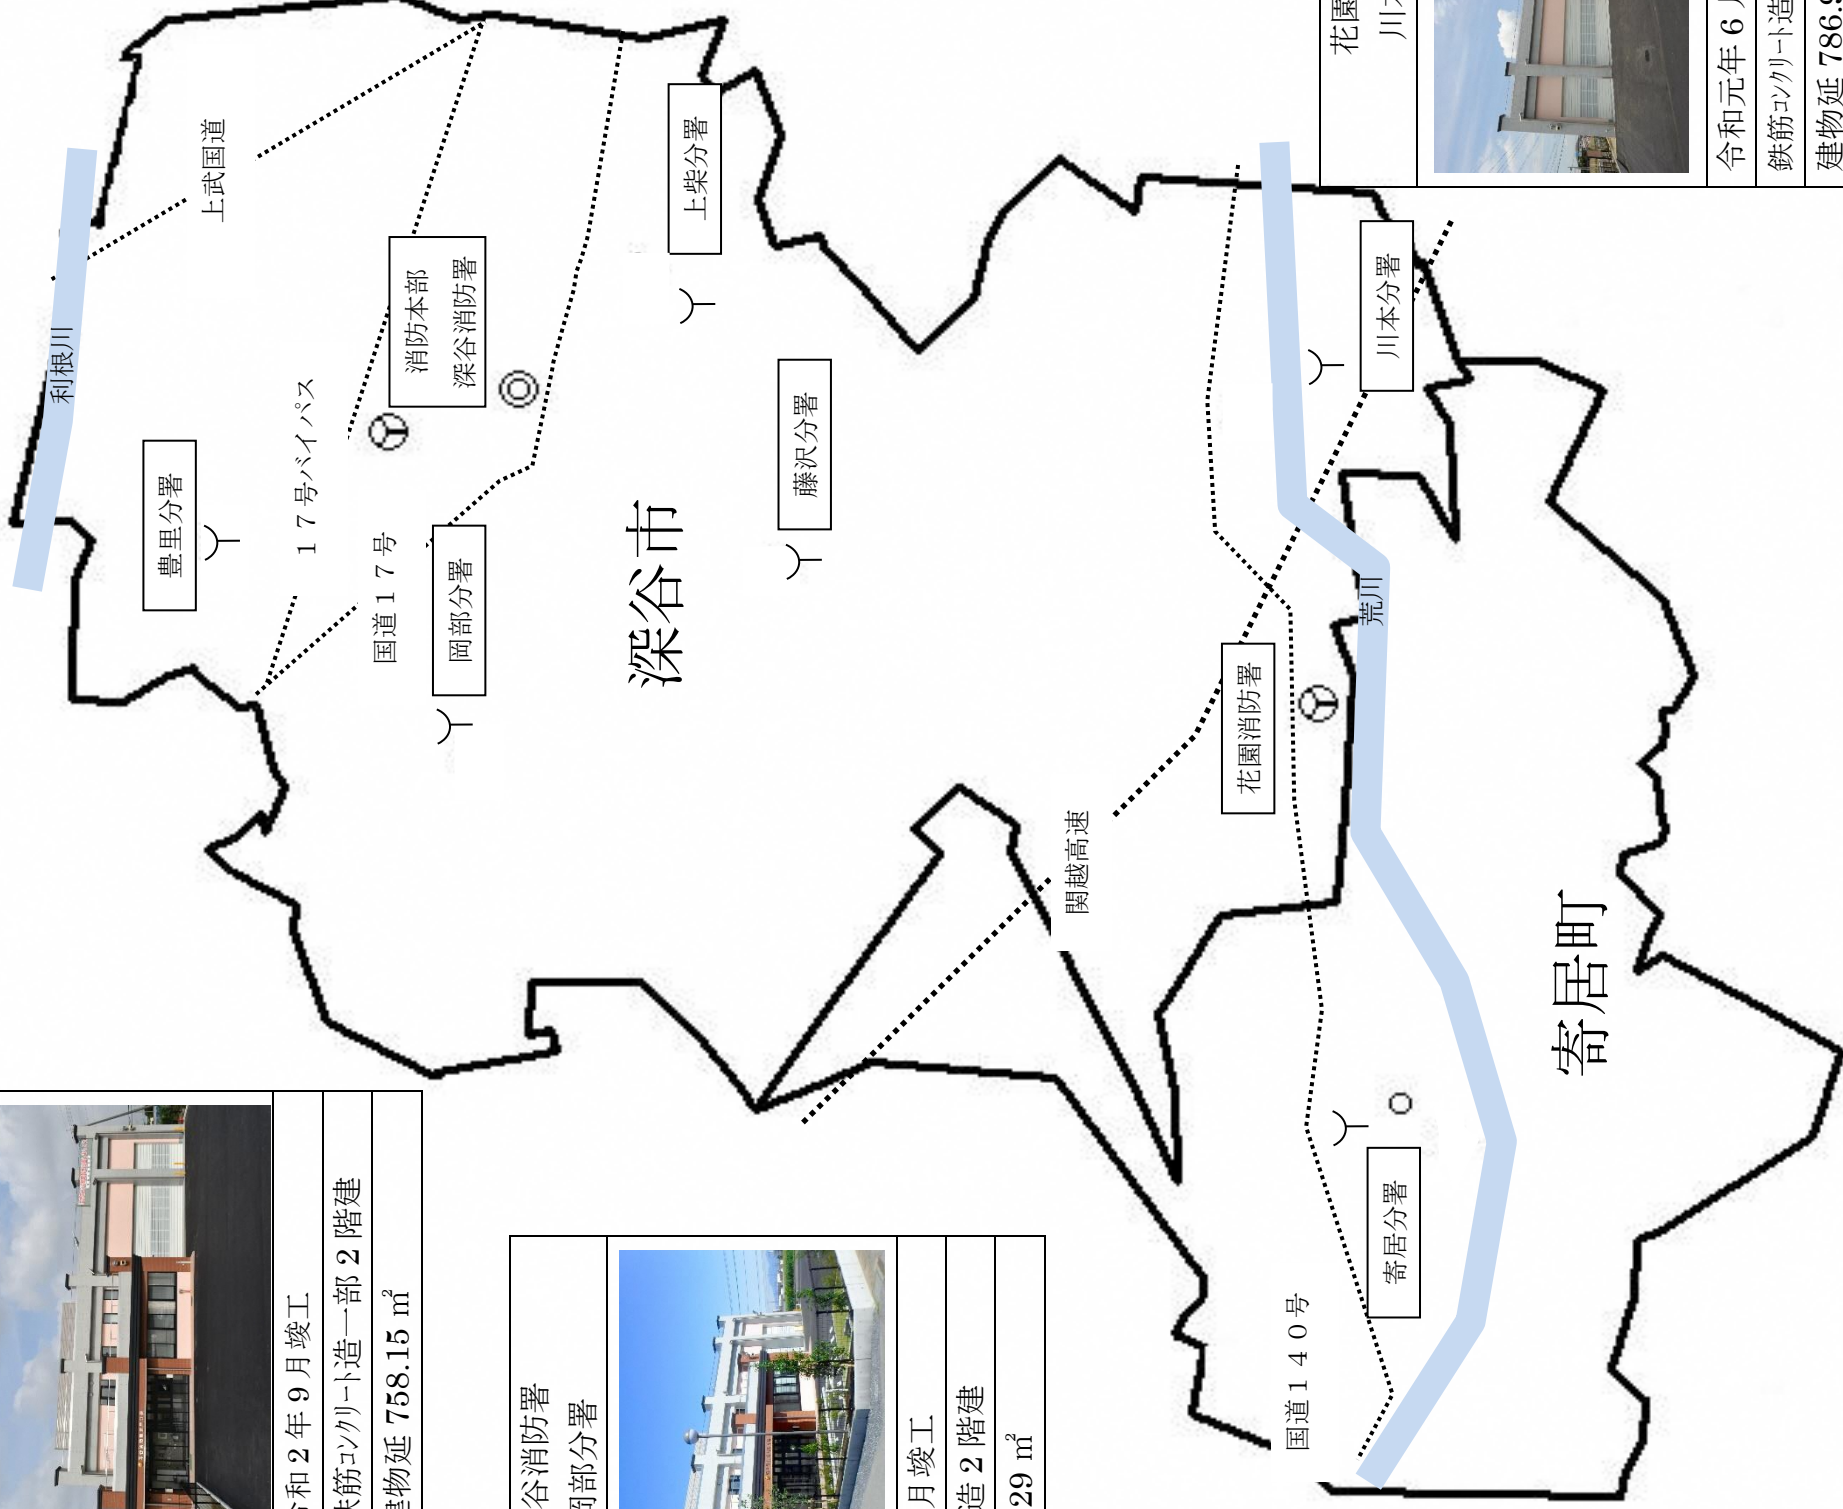 利根川
上武国道
豊里分署
17号バイパス
国道17号
消防本部
深谷消防署
岡部分署
上柴分署
深谷市
藤沢分署
関越高速
花園消防署
川本分署
荒川
寄居町
寄居分署
国道140号
和2年9月竣工
鉄筋コンクリート造一部2階建
建物延 758.15 ㎡
谷消防署
岡部分署
月竣工
造2階建
29 ㎡
花園
川本
令和元年6月
鉄筋コンクリート造
建物延 786.9